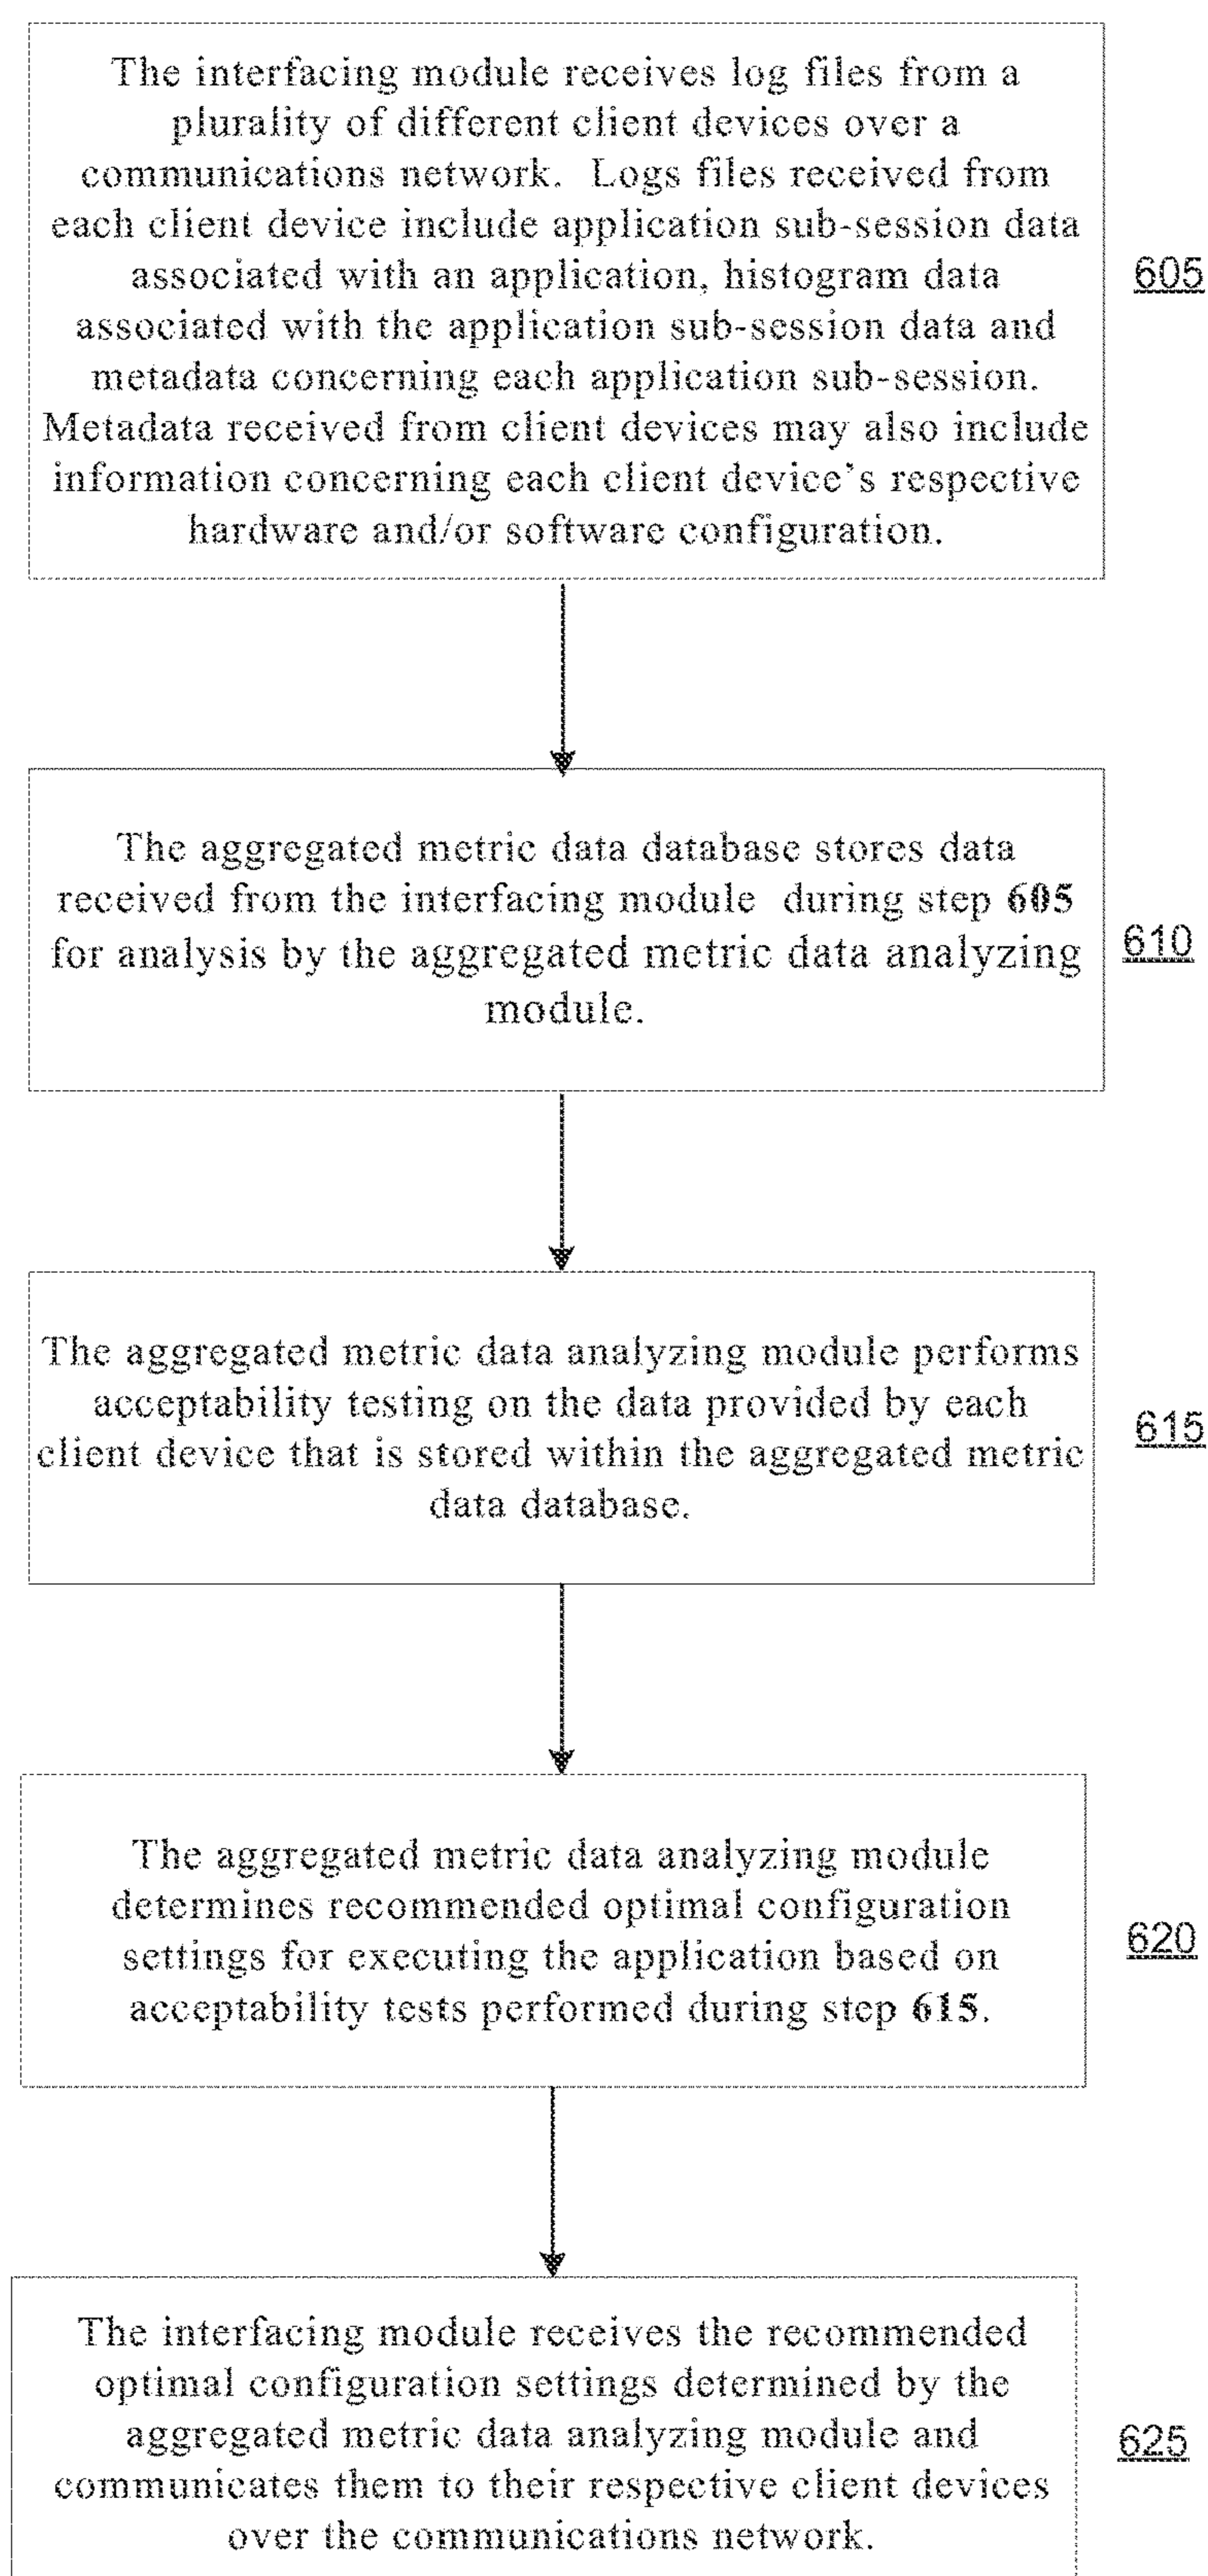 The interfacing module receives log files from a
plurality of different client devices over a
communications network.  Logs files received from
each client device include application sub-session data
associated with an application, histogram data
associated with the application sub-session data and
metadata concerning each application sub-session.
Metadata received from client devices may also include
information concerning each client device's respective
hardware and/or software configuration.
605
The aggregated metric data database stores data
received from the interfacing module  during step 605
for analysis by the aggregated metric data analyzing
module.
610
The aggregated metric data analyzing module performs
acceptability testing on the data provided by each
client device that is stored within the aggregated metric
data database.
615
The aggregated metric data analyzing module
determines recommended optimal configuration
settings for executing the application based on
acceptability tests performed during step 615.
620
The interfacing module receives the recommended
optimal configuration settings determined by the
aggregated metric data analyzing module and
communicates them to their respective client devices
over the communications network.
625